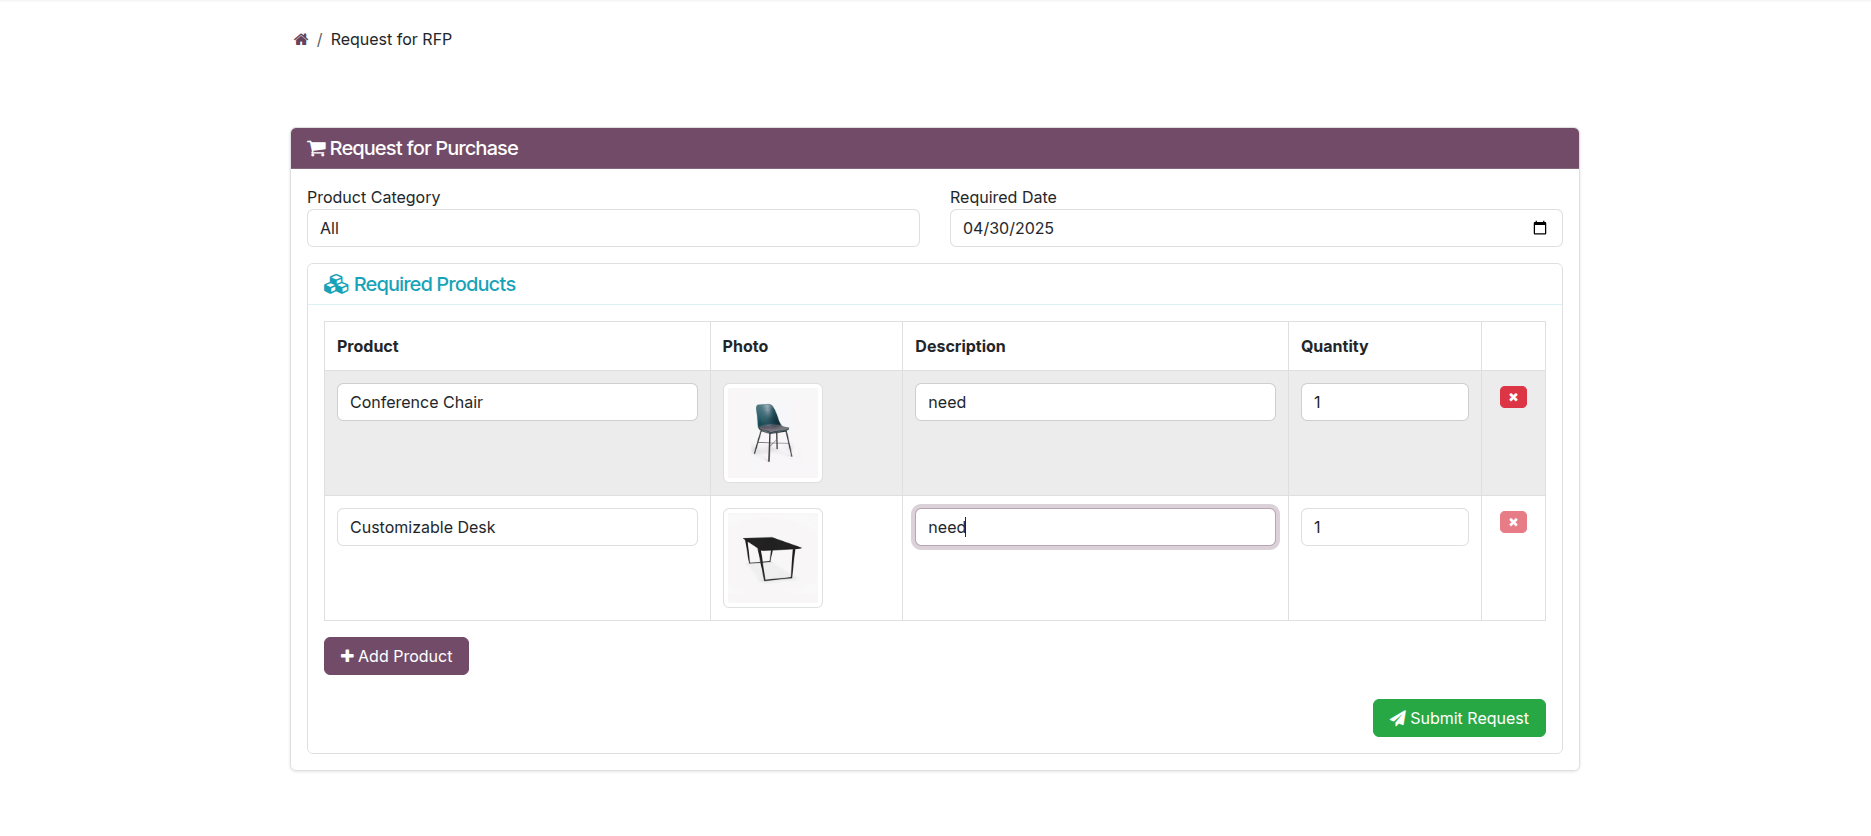 / Request for RFP
Request for Purchase
Product Category
Required Date
All
04/30/2025
Required Products
Product Photo Description Quantity
Conference Chair need 1
Customizable Desk need 1
Add Product
Submit Request